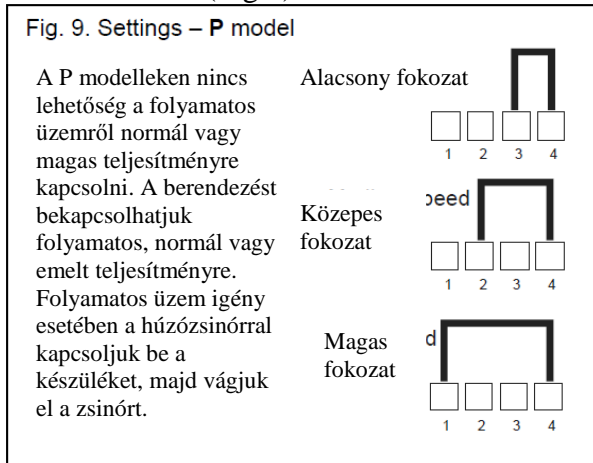 Fig. 9. Settings – P model
A P modelleken nincs
lehetőség a folyamatos
üzemről normál vagy
magas teljesítményre
kapcsolni. A berendezést
bekapcsolhatjuk
folyamatos, normál vagy
emelt teljesítményre.
Folyamatos üzem igény
esetében a húzózsinórral
kapcsoljuk be a
készüléket, majd vágjuk
el a zsinórt.
Alacsony fokozat
1 2 3 4
Közepes
fokozat
1 2 3 4
Magas
fokozat
1 2 3 4